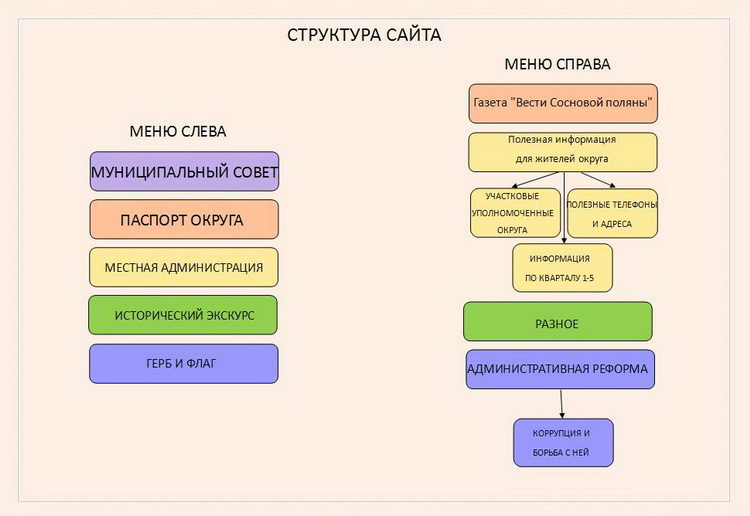 СТРУКТУРА САЙТА
МЕНЮ СЛЕВА
МУНИЦИПАЛЬНЫЙ СОВЕТ
ПАСПОРТ ОКРУГА
МЕСТНАЯ АДМИНИСТРАЦИЯ
ИСТОРИЧЕСКИЙ ЭКСКУРС
ГЕРБ И ФЛАГ
МЕНЮ СПРАВА
Газета "Вести Сосновой поляны"
Полезная информация
для жителей округа
УЧАСТКОВЫЕ
УПОЛНОМОЧЕННЫЕ
ОКРУГА
ПОЛЕЗНЫЕ ТЕЛЕФОНЫ
И АДРЕСА
ИНФОРМАЦИЯ
ПО КВАРТАЛУ 1-5
РАЗНОЕ
АДМИНИСТРАТИВНАЯ РЕФОРМА
КОРРУПЦИЯ И
БОРЬБА С НЕЙ